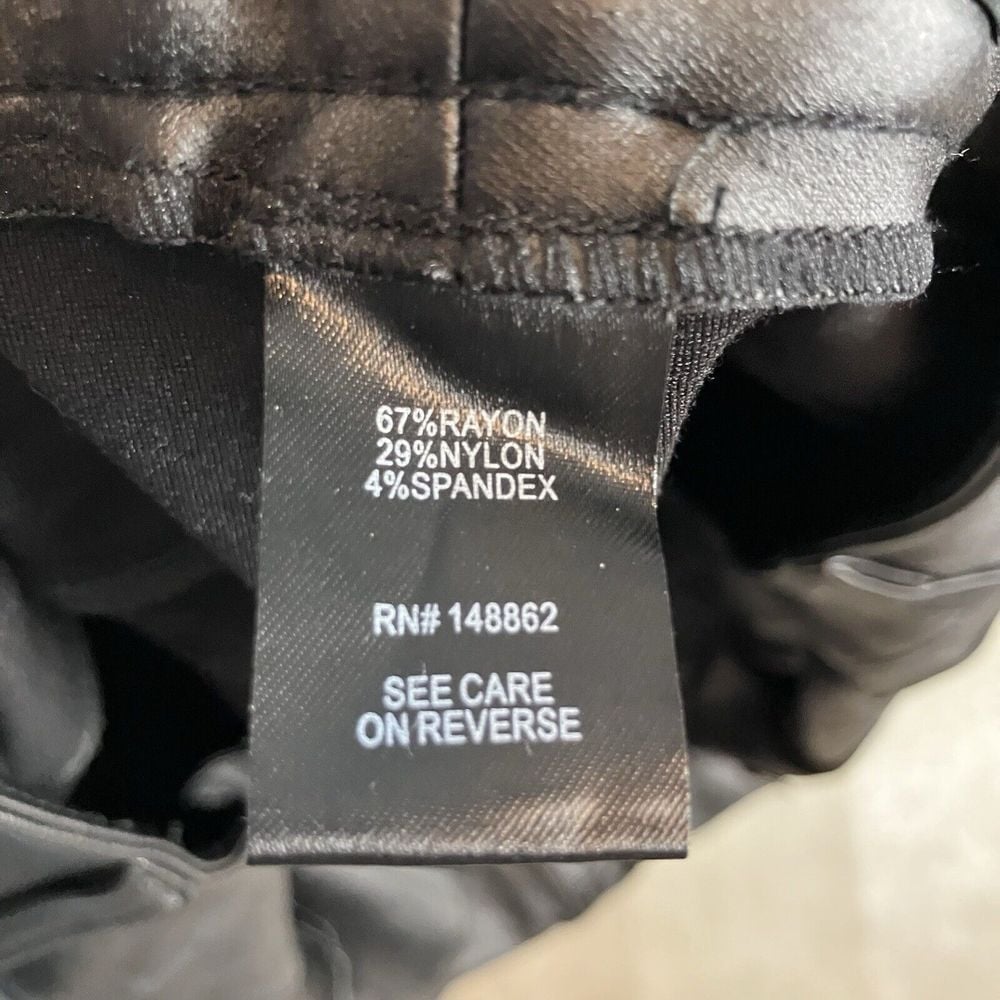 67%RAYON
29%NYLON
4%SPANDEX
RN# 148862
SEE CARE
ON REVERSE